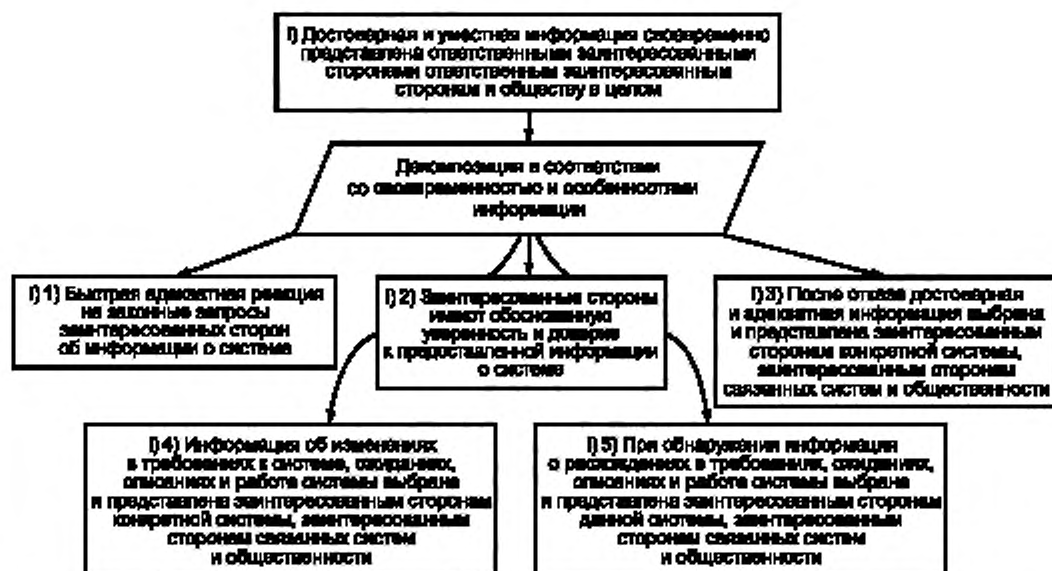 I) Достоверная и уместная информация своевременно
представлена ответственными заинтересованными
сторонами ответственным заинтересованным
сторонам и обществу в целом
Декомпозиция в соответствии
со своевременностью и особенностями
информации
I) 1) Быстрая адекватная реакция
на законные запросы
заинтересованных сторон
об информации о системе
I) 2) Заинтересованные стороны
имеют обоснованную
уверенность и доверие
к предоставленной информации
о системе
I) 3) После отказа достоверная
и адекватная информация выбрана
и представлена заинтересованным
сторонам конкретной системы,
заинтересованным сторонам
связанных систем и общественности
I) 4) Информация об изменениях
в требованиях к системе, ожиданиях,
описаниях и работе системы выбрана
и представлена заинтересованным сторонам
конкретной системы, заинтересованным
сторонам связанных систем
и общественности
I) 5) При обнаружения информация
о расхождениях в требованиях, ожиданиях,
описаниях и работе системы выбрана
и представлена заинтересованным сторонам
данной системы, заинтересованным
сторонам связанных систем
и общественности